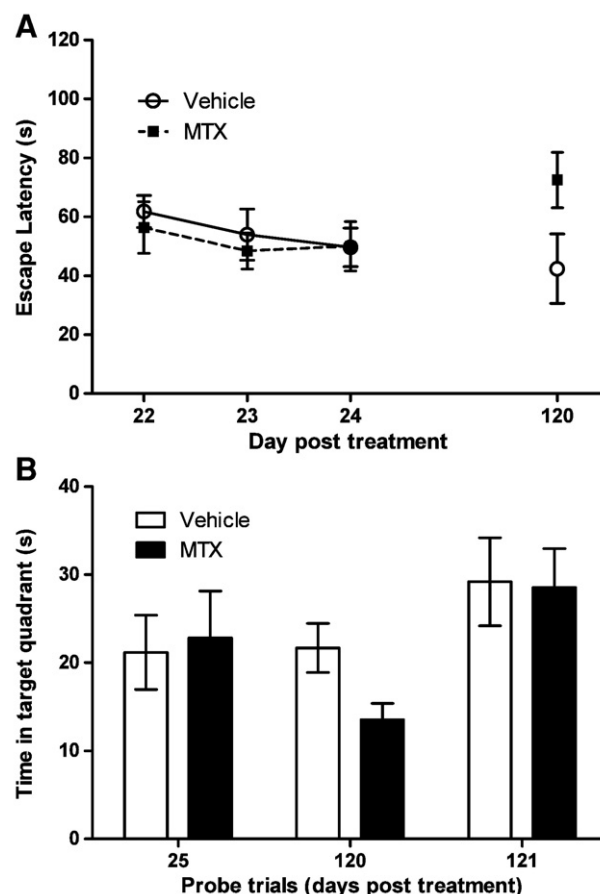 A
120
100
80
60
40
20
0
Escape Latency (s)
Vehicle
MTX
22 23 24 120
Day post treatment
B
40
30
20
10
0
Time in target quadrant (s)
Vehicle
MTX
25 120 121
Probe trials (days post treatment)